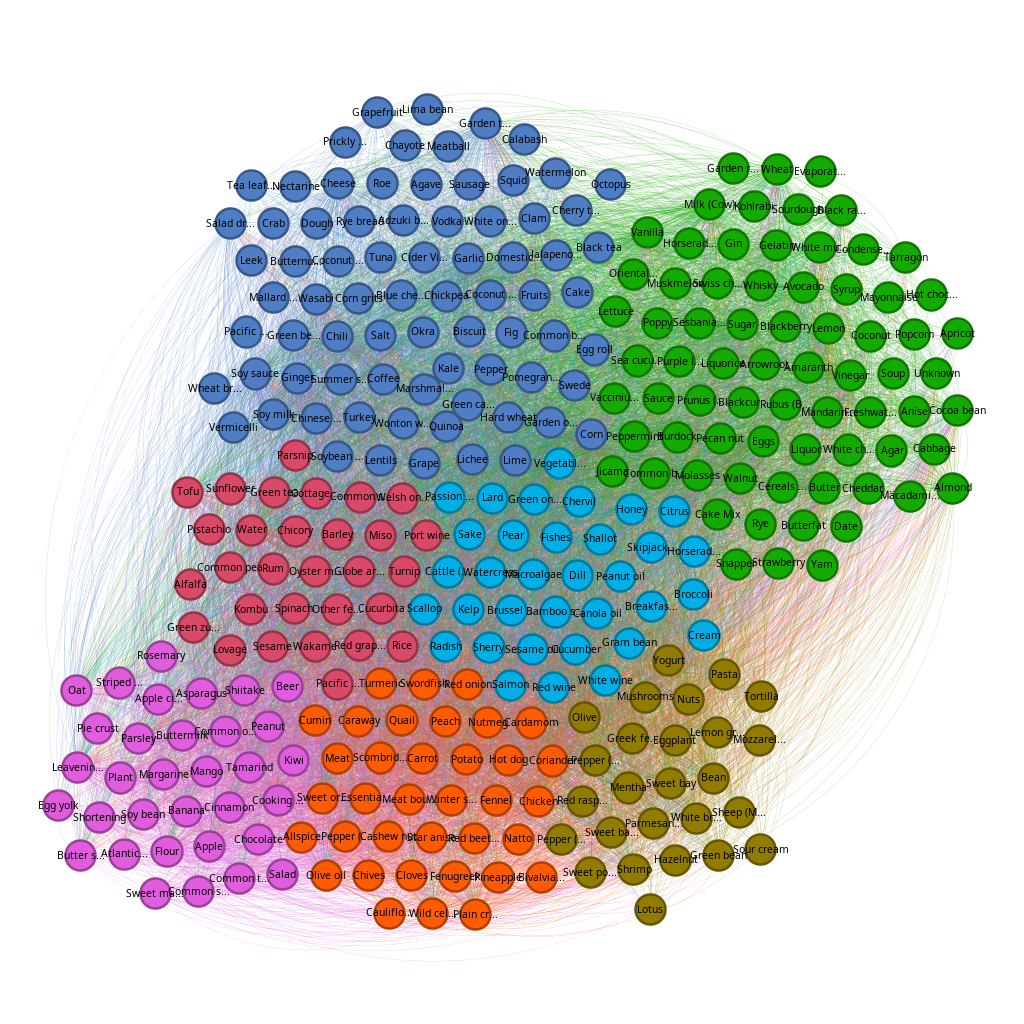 Grapefruit...
Lima bean
Garden t...
Prickly ...
Chayote
Meatball
Calabash
Tea leaf...
Nectarine
Cheese
Roe
Agave
Sausage
Squid
Watermelon
Octopus
Salad dr...
Crab
Dough
Rye bread
Adzuki b...
Vodka
White on...
Clam
Cherry t...
Leek
Butternu...
Coconut ...
Tuna
Cider Vi...
Garlic
Domestic...
Jalapeno...
Black tea
Mallard ...
Wasabi
Corn grits
Blue che...
Chickpea
Coconut ...
Fruits
Cake
Pacific ...
Green be...
Chili
Salt
Okra
Biscuit
Fig
Common b...
Egg roll
Wheat br...
Soy sauce
Ginger
Summer s...
Coffee
Marshmal...
Kale
Pepper
Pomegran...
Swede
Vermicelli
Soy milk
Chinese ...
Turkey
Wonton w...
Quinoa
Green ca...
Hard wheat
Garden o...
Corn
Soybean ...
Lentils
Grape
Lichee
Lime
Garden r...
Wheat
Evaporat...
Milk (Cow)
Kohlrabi
Sourdough
Black ra...
Vanilla
Horserad...
Gin
Gelatin
White mu...
Condense...
Tarragon
Oriental...
Muskmelon
Swiss ch...
Whisky
Avocado
Syrup
Mayonnaise
Hot choc...
Lettuce
Poppy
Sesbania...
Sugar
Blackberry
Lemon
Coconut
Popcorn
Apricot
Sea cucu...
Purple l...
Liquorice
Arrowroot
Amaranth
Vinegar
Soup
Unknown
Vacciniu...
Sauce
Prunus (...
Blackcur...
Rubus (B...
Mandarin...
Freshwat...
Anise
Cocoa bean
Peppermint
Burdock
Pecan nut
Eggs
Liquor
White ch...
Agar
Cabbage
Jicama
Common b...
Molasses
Walnut
Cereals ...
Butter
Cheddar
Macadami...
Almond
Cake Mix
Rye
Butterfat
Date
Snapper
Strawberry
Yam
Parsnip
Tofu
Sunflower
Green tea
Cottage...
Common w...
Welsh on...
Pistachio
Water
Chicory
Barley
Miso
Port wine
Alfalfa
Common pea
Rum
Oyster m...
Globe ar...
Turnip
Green zu...
Kombu
Spinach
Other fe...
Cucurbita
Lovage
Sesame
Wakame
Red grap...
Rice
Pacific ...
Vegetabl...
Passion ...
Lard
Green on...
Chervil
Honey
Citrus
Sake
Pear
Fishes
Shallot
Skipjack
Horserad...
Cattle (...
Watercress
Macroalgae
Dill
Peanut oil
Broccoli
Scallop
Kelp
Brussel ...
Bamboo s...
Canola oil
Breakfas...
Radish
Sherry
Sesame oil
Cucumber
Gram bean
Cream
Salmon
Red wine
White wine
Rosemary
Oat
Striped ...
Apple ci...
Asparagus
Shiitake
Beer
Pie crust
Parsley
Buttermilk
Common o...
Peanut
Leavenin...
Plant
Margarine
Mango
Tamarind
Kiwi
Egg yolk
Shortening
Soy bean
Banana
Cinnamon
Cooking...
Butter s...
Atlantic...
Flour
Apple
Chocolate
Sweet ma...
Common s...
Common t...
Salad
Turmeric
Swordfish
Red onion
Cumin
Caraway
Quail
Peach
Nutmeg
Cardamom
Meat
Scombrid...
Carrot
Potato
Hot dog
Coriander
Sweet or...
Essentia...
Meat bou...
Winter s...
Fennel
Chicken
Allspice
Pepper (...
Cashew nut
Star anise
Red beet...
Natto
Olive oil
Chives
Cloves
Fenugreek
Pineapple
Bivalvia...
Cauliflo...
Wild cel...
Plain cr...
Yogurt
Pasta
Olive
Mushrooms
Nuts
Tortilla
Greek fe...
Eggplant
Lemon gr...
Mozzarel...
Pepper (...
Mentha
Sweet bay
Bean
Red rasp...
Sweet ba...
Parmesan...
White br...
Sheep (M...
Pepper (...
Sweet po...
Shrimp
Hazelnut
Green bean
Sour cream
Lotus